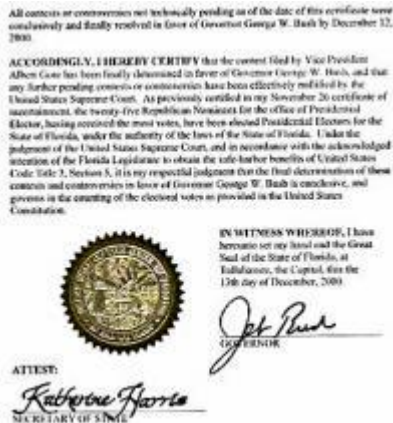 All contests or controversies not technically pending as of the date of this certificate were
conclusively and finally resolved in favor of Governor George W. Bush by December 12,
2000.
ACCORDINGLY, I HEREBY CERTIFY that the contest filed by Vice President
Albert Gore has been finally determined in favor of Governor George W. Bush, and that
any further pending contests or controversies have been effectively nullified by the
United States Supreme Court. As previously certified in my November 26 certificate of
ascertainment, the twenty-five Republican Nominees for the office of Presidential
Elector, having received the most votes, have been elected Presidential Electors for the
State of Florida, under the authority of the laws of the State of Florida. Under the
judgment of the United States Supreme Court, and in accordance with the acknowledged
intention of the Florida Legislature to obtain the safe-harbor benefits of United States
Code Title 3, Section 5, it is my respectful judgment that the final determination of these
contests and controversies in favor of Governor George W. Bush is conclusive, and
governs in the counting of the electoral votes as provided in the United States
Constitution.
IN WITNESS WHEREOF, I have
hereunto set my hand and the Great
Seal of the State of Florida, at
Tallahassee, the Capitol, this the
13th day of December, 2000.
Jeb Bush
GOVERNOR
ATTEST:
Katherine Harris
SECRETARY OF STATE